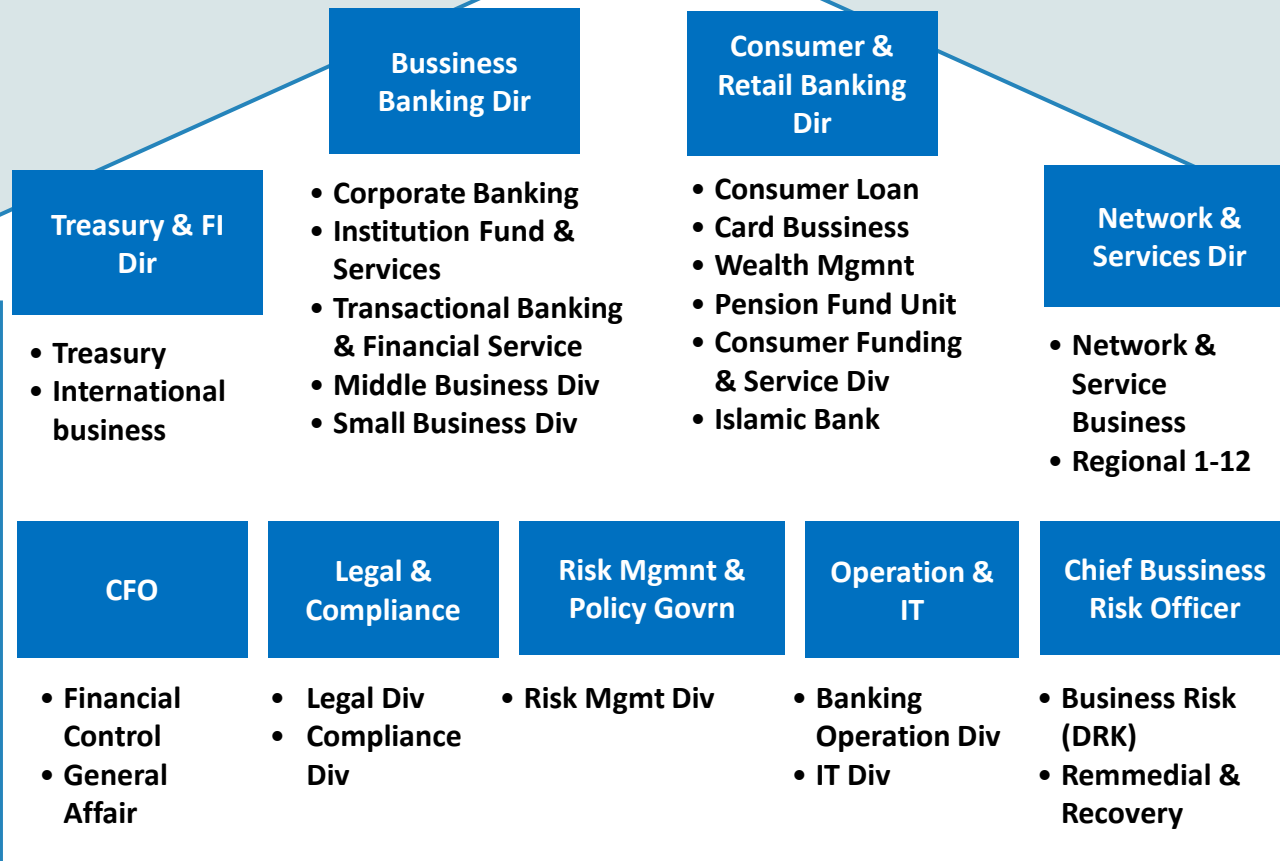 Bussiness
Banking Dir
Consumer &
Retail Banking
Dir
Treasury & FI
Dir
Network &
Services Dir
• Corporate Banking
• Institution Fund &
Services
• Transactional Banking
& Financial Service
• Middle Business Div
• Small Business Div
• Consumer Loan
• Card Bussiness
• Wealth Mgmnt
• Pension Fund Unit
• Consumer Funding
& Service Div
• Islamic Bank
• Treasury
• International
business
• Network &
Service
Business
• Regional 1-12
CFO
Legal &
Compliance
Risk Mgmnt &
Policy Govrn
Operation &
IT
Chief Bussiness
Risk Officer
• Financial
Control
• General
Affair
• Legal Div
• Compliance
Div
• Risk Mgmt Div
• Banking
Operation Div
• IT Div
• Business Risk
(DRK)
• Remmedial &
Recovery